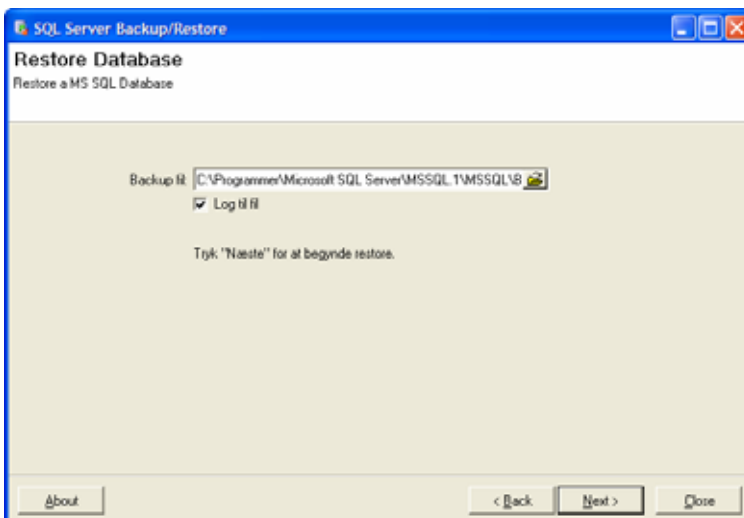 SQL Server Backup/Restore
Restore Database
Restore a MS SQL Database
Backup fil: C:\Programmer\Microsoft SQL Server\MSSQL.1\MSSQL\B
Log til fil
Tryk "Næste" for at begynde restore.
About < Back Next > Close